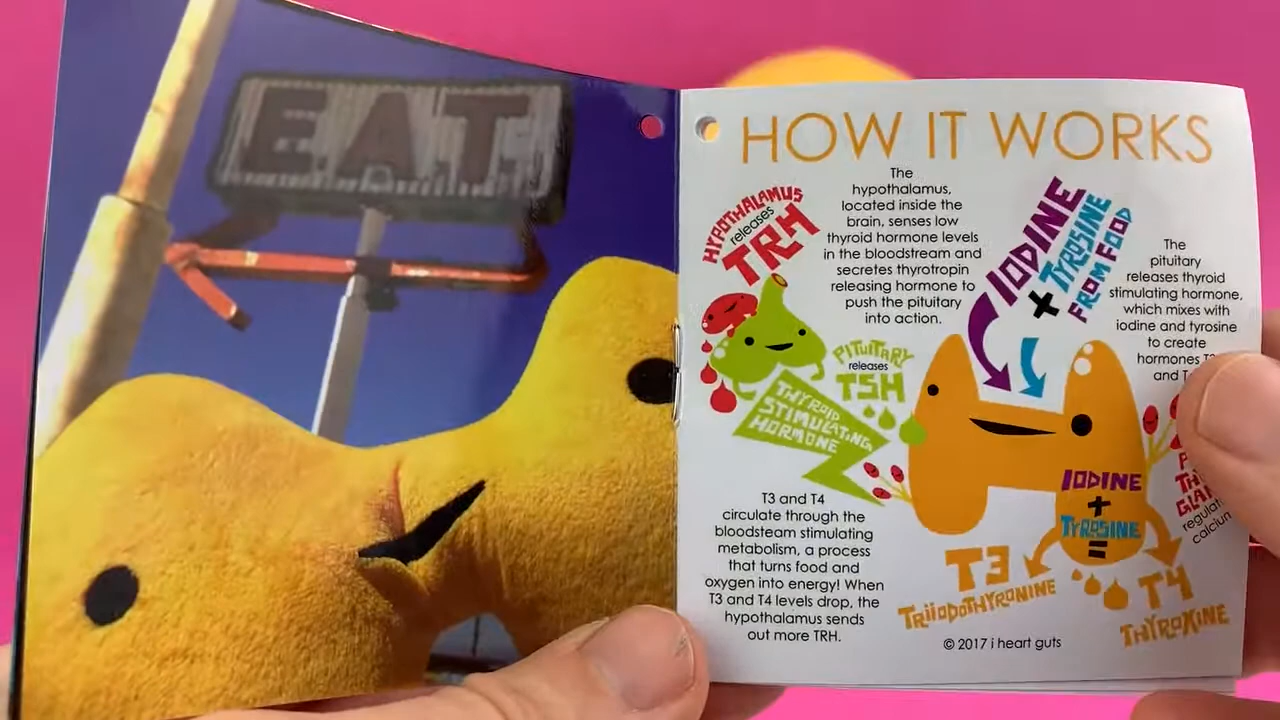 EAT
HOW IT WORKS
HYPOTHALAMUS
releases
TRH
The
hypothalamus,
located inside the
brain, senses low
thyroid hormone levels
in the bloodstream and
secretes thyrotropin
releasing hormone to
push the pituitary
into action.
IODINE
+ TYROSINE
FROM FOOD
The
pituitary
releases thyroid
stimulating hormone,
which mixes with
iodine and tyrosine
to create
hormones
and
PITUITARY
releases
TSH
THYROID
STIMULATING
HORMONE
T3 and T4
circulate through the
bloodsteam stimulating
metabolism, a process
that turns food and
oxygen into energy! When
T3 and T4 levels drop, the
hypothalamus sends
out more TRH.
IODINE
+
TYROSINE
=
T3
TRIIODOTHYRONINE
T4
THYROXINE
© 2017 i heart guts